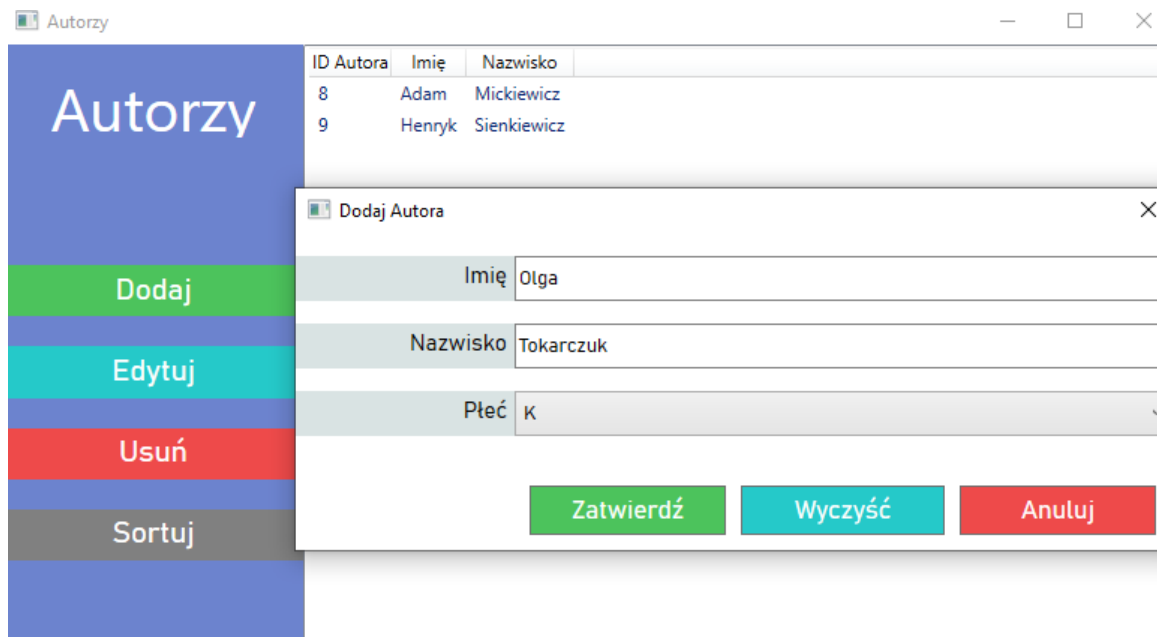 Autorzy
Autorzy
ID Autora Imię Nazwisko
8 Adam Mickiewicz
9 Henryk Sienkiewicz
Dodaj Autora
Imię Olga
Nazwisko Tokarczuk
Płeć K
Zatwierdź Wyczyść Anuluj
Dodaj
Edytuj
Usuń
Sortuj